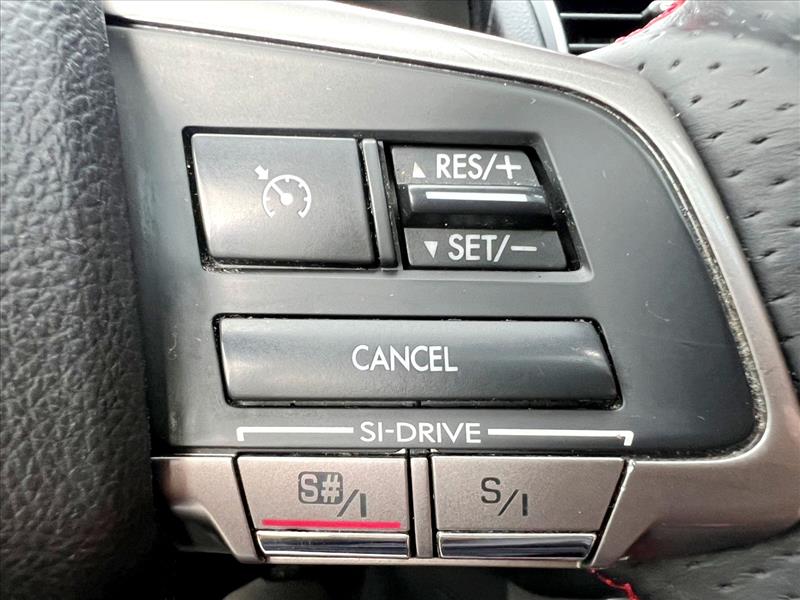 ▲ RES/+
▼ SET/−
CANCEL
SI-DRIVE
S#/I
S/I